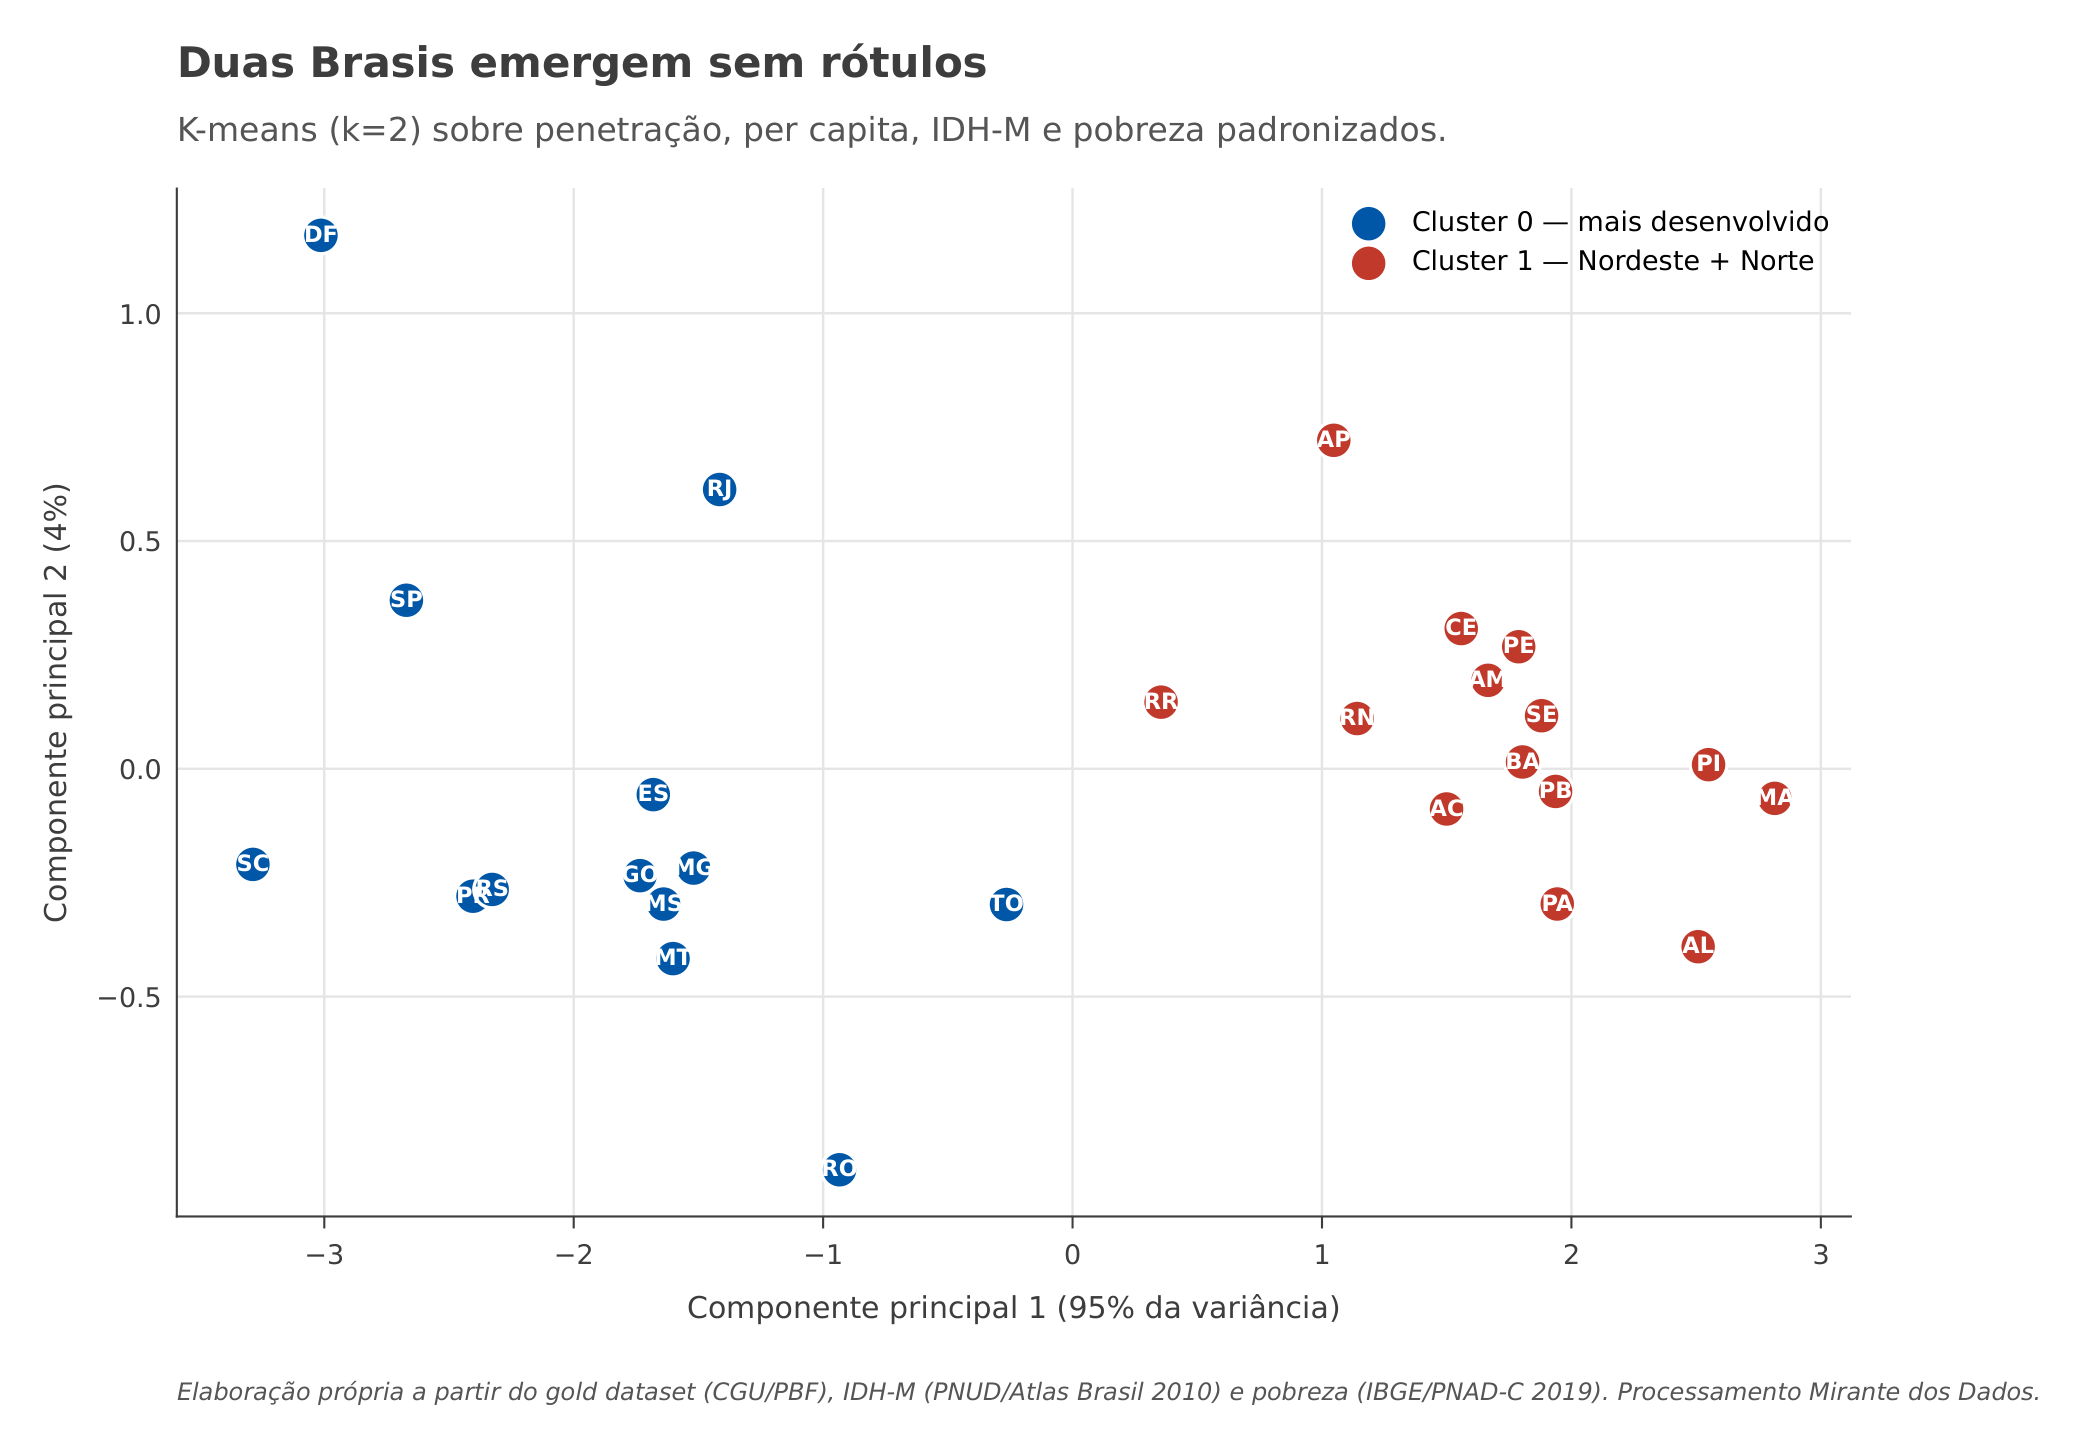 Duas Brasis emergem sem rótulos
K-means (k=2) sobre penetração, per capita, IDH-M e pobreza padronizados.
Cluster 0 — mais desenvolvido
Cluster 1 — Nordeste + Norte
DF
AP
RJ
SP
CE
PE
AM
RR
RN
SE
BA
PI
PB
MA
ES
AC
SC
MG
GO
RS
PR
MS
TO
PA
AL
MT
RO
1.0
0.5
0.0
−0.5
Componente principal 2 (4%)
−3
−2
−1
0
1
2
3
Componente principal 1 (95% da variância)
Elaboração própria a partir do gold dataset (CGU/PBF), IDH-M (PNUD/Atlas Brasil 2010) e pobreza (IBGE/PNAD-C 2019). Processamento Mirante dos Dados.